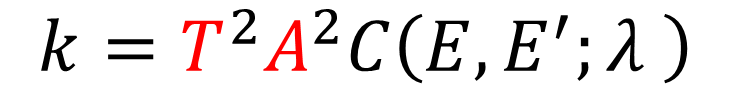 k = T²A²C(E, E′; λ )